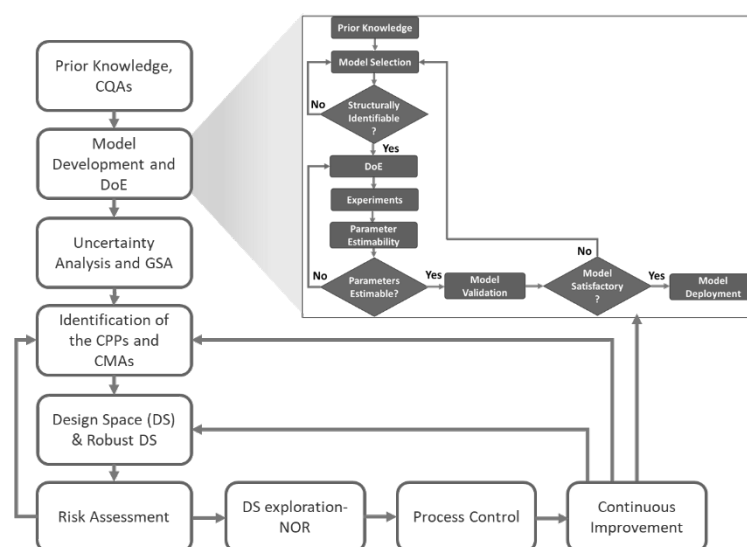 Prior Knowledge,
CQAs
Model
Development and
DoE
Uncertainty
Analysis and GSA
Identification of
the CPPs and
CMAs
Design Space (DS)
& Robust DS
Risk Assessment
DS exploration-
NOR
Process Control
Continuous
Improvement
Prior Knowledge
Model Selection
No
Structurally
Identifiable
?
Yes
DoE
Experiments
Parameter
Estimability
No
Parameters
Estimable?
Yes
Model
Validation
No
Model
Satisfactory
?
Yes
Model
Deployment